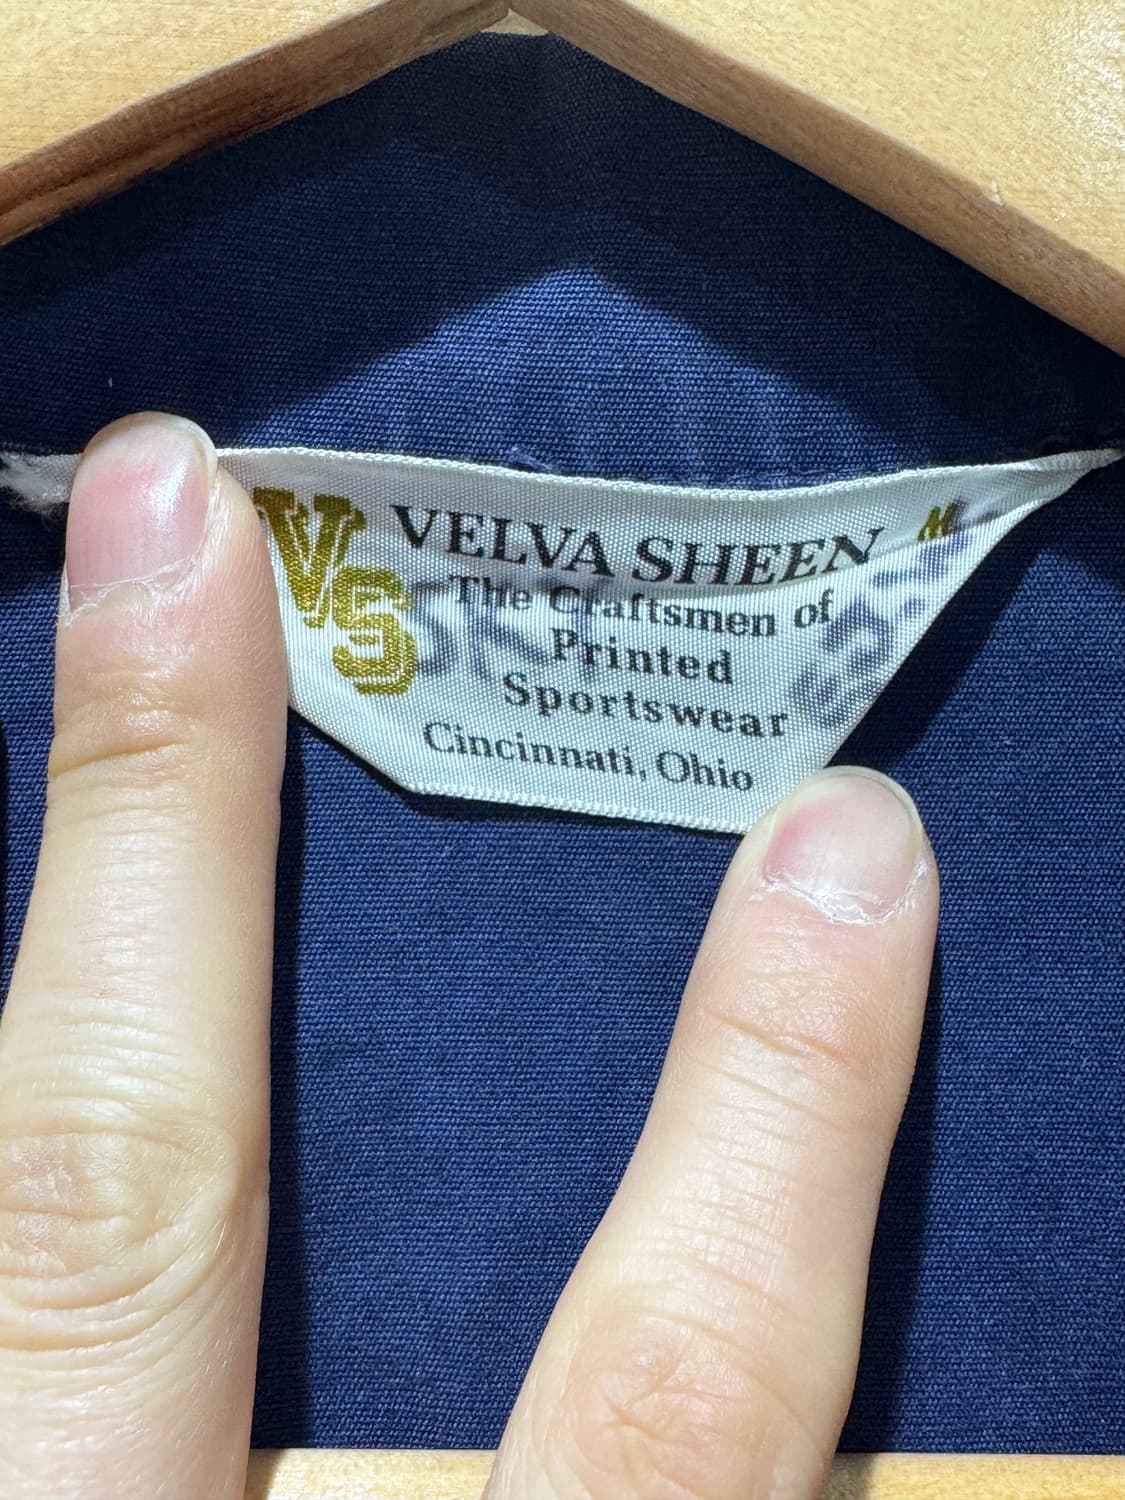 VS
VELVA SHEEN M
The Craftsmen of
Printed
Sportswear
Cincinnati, Ohio